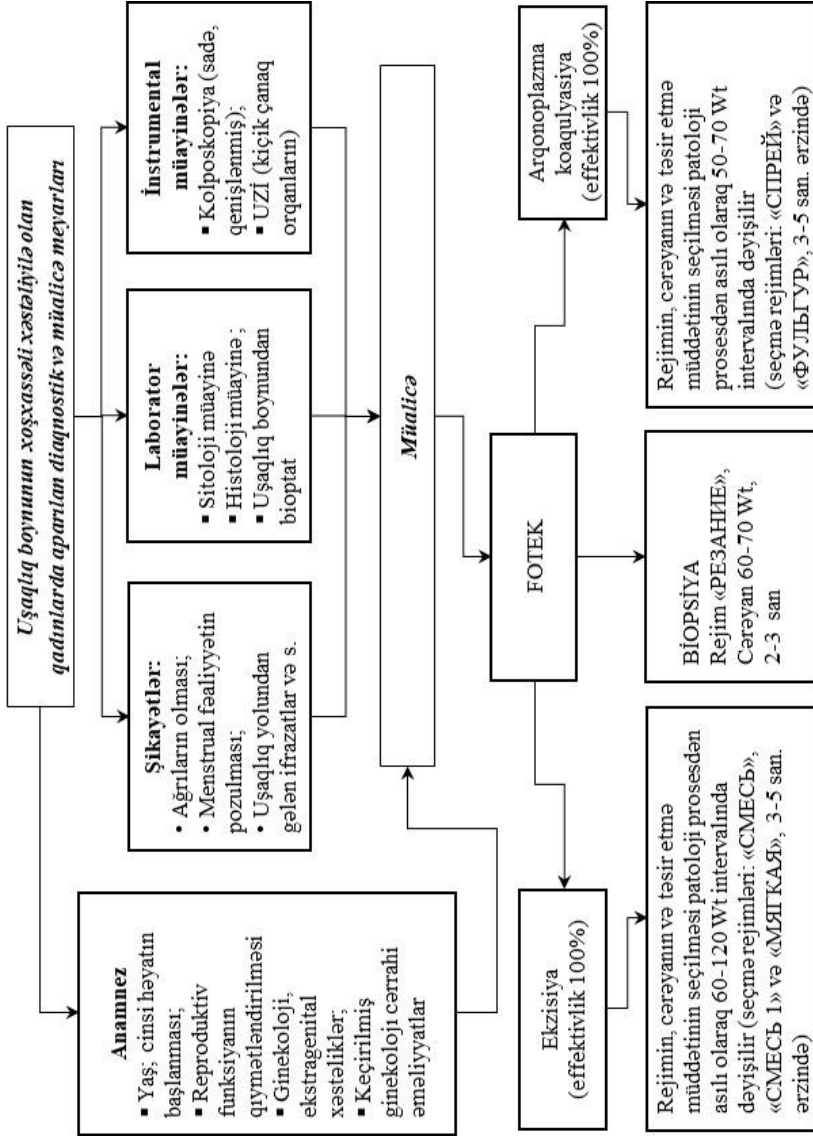 Uşaqlıq boynunun xoşxassəli xəstəliyilə olan
qadınlarda aparılan diaqnostik və müalicə meyarları
Anamnez
▪ Yaş; cinsi həyatın
başlanması;
▪ Reproduktiv
funksiyanın
qıymətləndirilməsi
▪ Ginekoloji,
ekstragenital
xəstəliklər;
▪ Keçirilmiş
ginekoloji cərrahi
əməliyyatlar
Şikayətlər:
• Ağrıların olması;
• Menstrual fəaliyyətin
pozulması;
• Uşaqlıq yolundan
gələn ifrazatlar və s.
Laborator
müayinələr:
▪ Sitoloji müayinə
▪ Histoloji müayinə ;
▪ Uşaqlıq boynundan
bioptat
İnstrumental
müayinələr:
▪ Kolposkopiya (sadə,
qenişlənmiş);
▪ UZİ (kiçik çanaq
orqanların)
Müalicə
FOTEK
Ekzisiya
(effektivlik 100%)
Arqonoplazma
koaqulyasiya
(effektivlik 100%)
Rejimin, cərəyanın və təsir etmə
müddətinin seçilməsi patoloji prosesdən
asılı olaraq 60-120 Wt intervalında
dəyişilir (seçmə rejimləri: «СМЕСЬ»,
«СМЕСЬ 1» və «МЯГКАЯ», 3-5 san.
ərzində)
BİOPSİYA
Rejim «РЕЗАНИЕ»,
Cərəyan 60-70 Wt,
2-3 san
Rejimin, cərəyanın və təsir etmə
müddətinin seçilməsi patoloji
prosesdən asılı olaraq 50-70 Wt
intervalında dəyişilir
(seçmə rejimləri: «СПРЕЙ» və
«ФУЛЬГУР», 3-5 san. ərzində)